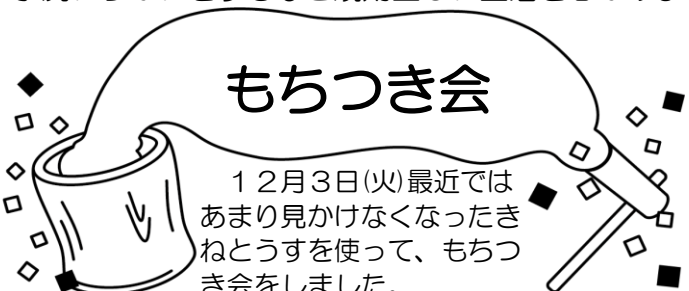 もちつき会
１２月３日(火)最近では
あまり見かけなくなったき
ねとうすを使って、もちつ
き会をしました。